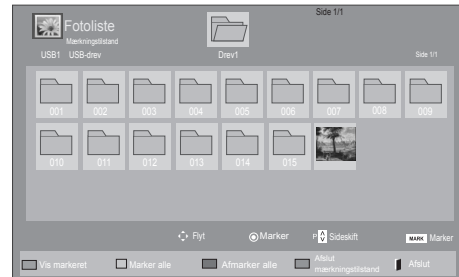 Side 1/1
Fotoliste
Mærkningstilstand
USB1 USB-drev Drev1 Side 1/1
001 002 003 004 005 006 007 008 009
010 011 012 013 014 015
Flyt Marker P Sideskift MARK Marker
Vis markeret Marker alle Afmarker alle Afslut mærkningstilstand Afslut